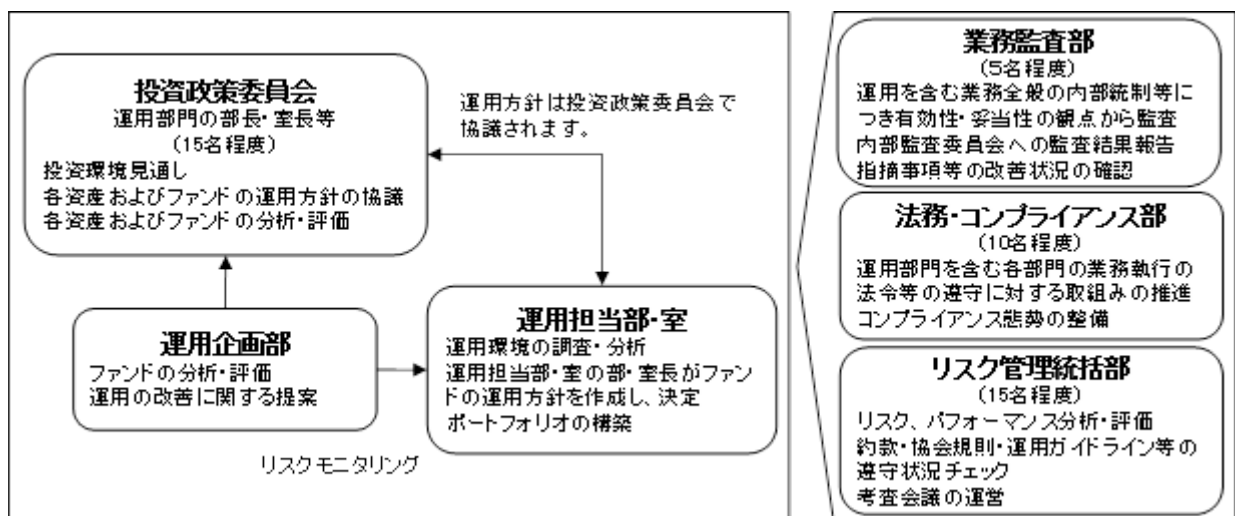 投資政策委員会
運用部門の部長・室長等
(15名程度)
投資環境見通し
各資産およびファンドの運用方針の協議
各資産およびファンドの分析・評価
運用方針は投資政策委員会で
協議されます。
運用企画部
ファンドの分析・評価
運用の改善に関する提案
運用担当部・室
運用環境の調査・分析
運用担当部・室の部・室長がファン
ドの運用方針を作成し、決定
ポートフォリオの構築
リスクモニタリング
業務監査部
(5名程度)
運用を含む業務全般の内部統制等に
つき有効性・妥当性の観点から監査
内部監査委員会への監査結果報告
指摘事項等の改善状況の確認
法務・コンプライアンス部
(10名程度)
運用部門を含む各部門の業務執行の
法令等の遵守に対する取組みの推進
コンプライアンス態勢の整備
リスク管理統括部
(15名程度)
リスク、パフォーマンス分析・評価
約款・協会規則・運用ガイドライン等の
遵守状況チェック
考査会議の運営